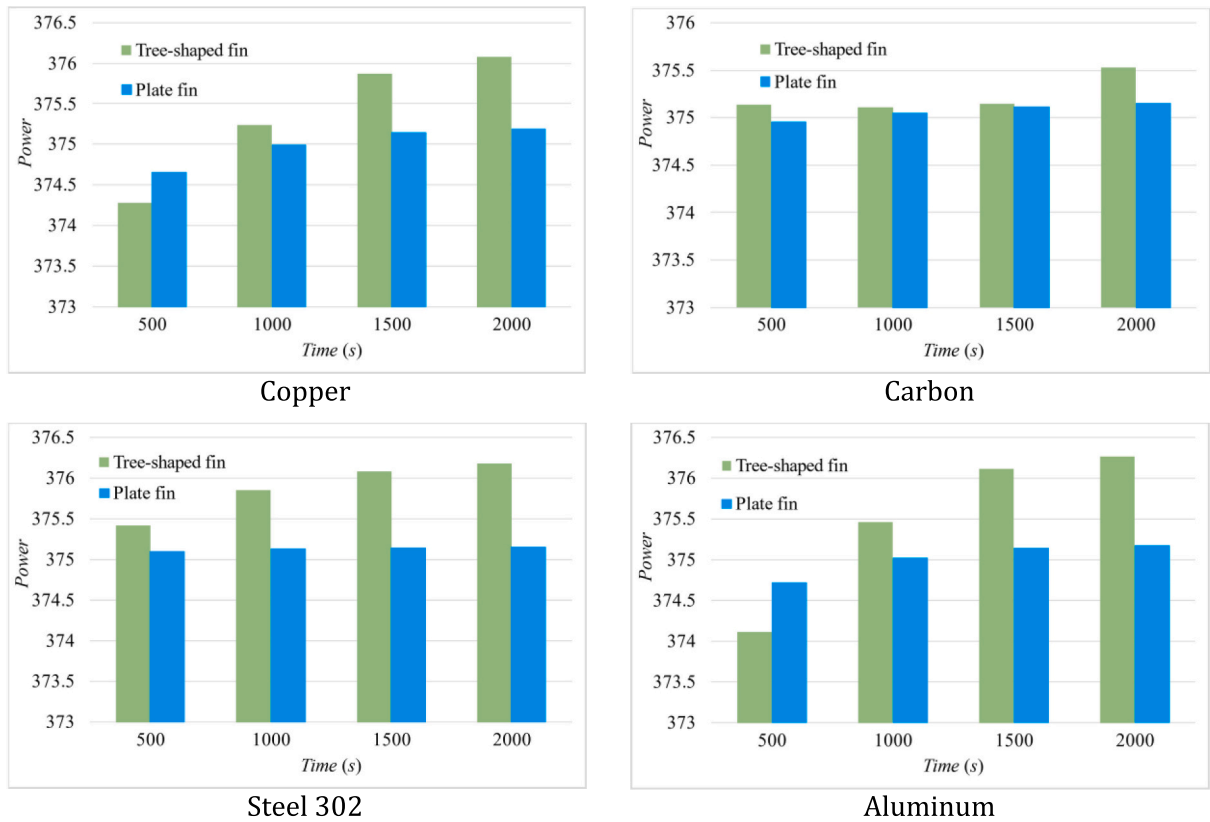 376.5
376
375.5
375
374.5
374
373.5
373
Power
Tree-shaped fin
Plate fin
500 1000 1500 2000
Time (s)
Copper
376
375.5
375
374.5
374
373.5
373
Power
Tree-shaped fin
Plate fin
500 1000 1500 2000
Time (s)
Carbon
376.5
376
375.5
375
374.5
374
373.5
373
Power
Tree-shaped fin
Plate fin
500 1000 1500 2000
Time (s)
Steel 302
376.5
376
375.5
375
374.5
374
373.5
373
Power
Tree-shaped fin
Plate fin
500 1000 1500 2000
Time (s)
Aluminum